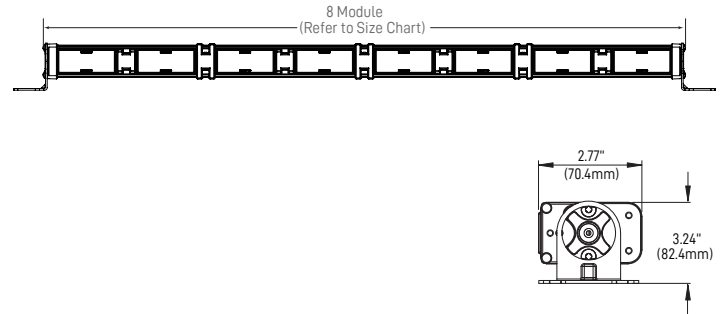 8 Module
(Refer to Size Chart)
2.77"
(70.4mm)
3.24"
(82.4mm)